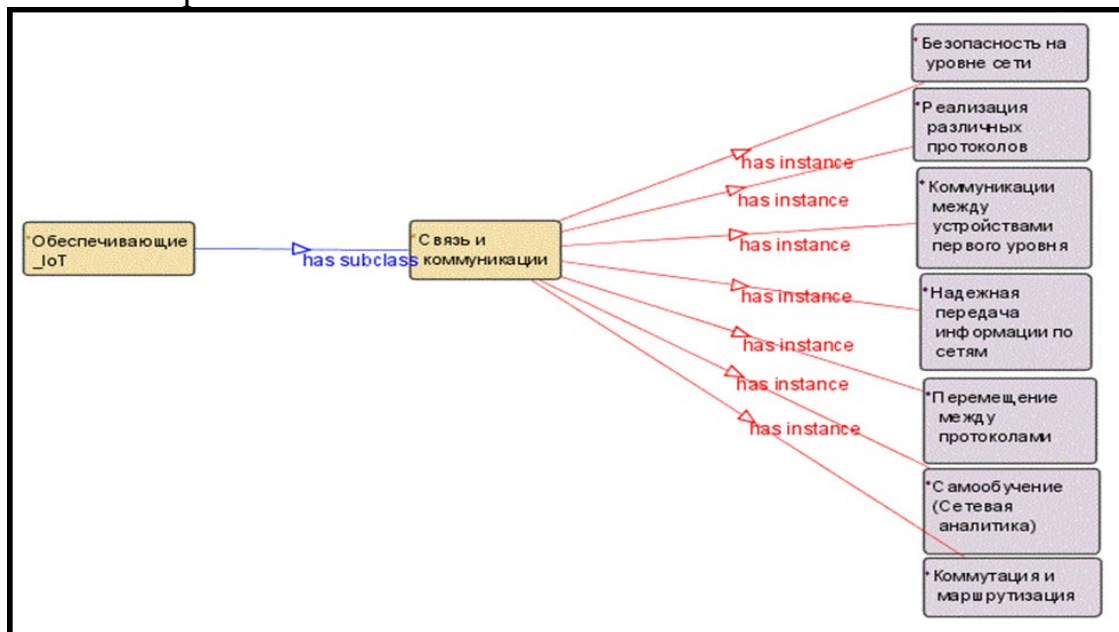 Обеспечивающие
_IoT
has subclass
Связь и
коммуникации
has instance
has instance
has instance
has instance
has instance
has instance
has instance
Безопасность на
уровне сети
Реализация
различных
протоколов
Коммуникации
между
устройствами
первого уровня
Надежная
передача
информации по
сетям
Перемещение
между
протоколами
Самообучение
(Сетевая
аналитика)
Коммутация и
маршрутизация